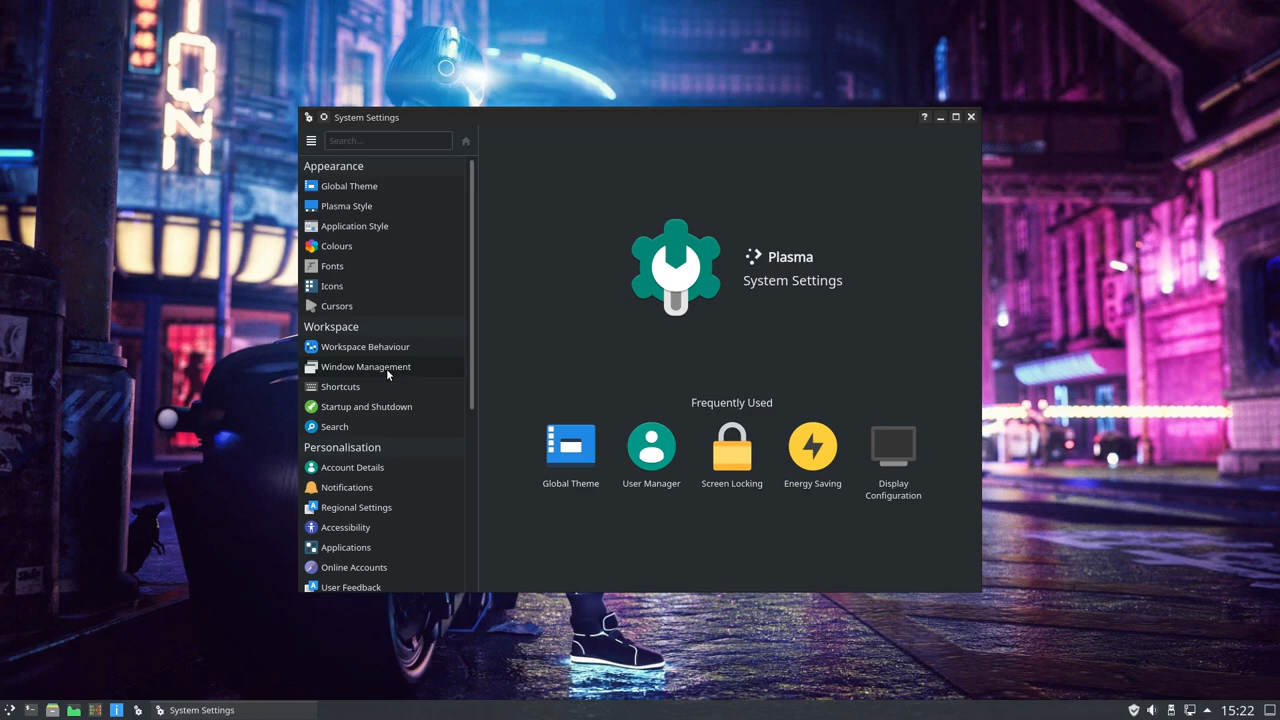 System Settings
?
Search...
Appearance
Global Theme
Plasma Style
Application Style
Colours
Fonts
Icons
Cursors
Workspace
Workspace Behaviour
Window Management
Shortcuts
Startup and Shutdown
Search
Personalisation
Account Details
Notifications
Regional Settings
Accessibility
Applications
Online Accounts
User Feedback
Plasma
System Settings
Frequently Used
Global Theme
User Manager
Screen Locking
Energy Saving
Display
Configuration
System Settings
15:22